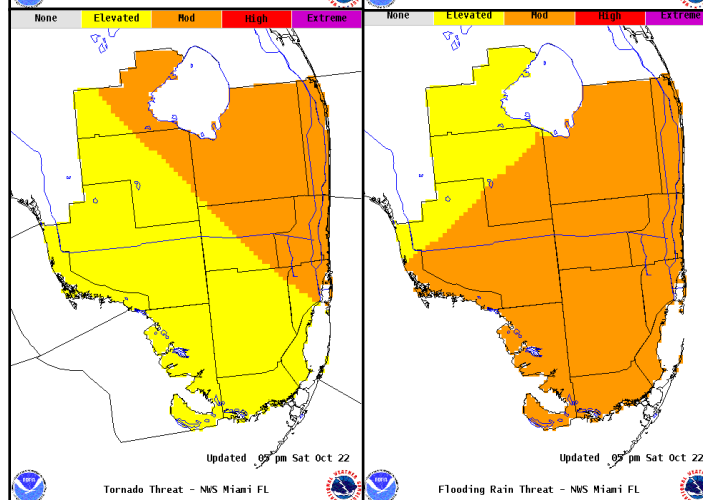 None Elevated Mod High Extreme
None Elevated Mod High Extreme
Updated 05 pm Sat Oct 22
Updated 05 pm Sat Oct 22
Tornado Threat - NWS Miami FL
Flooding Rain Threat - NWS Miami FL